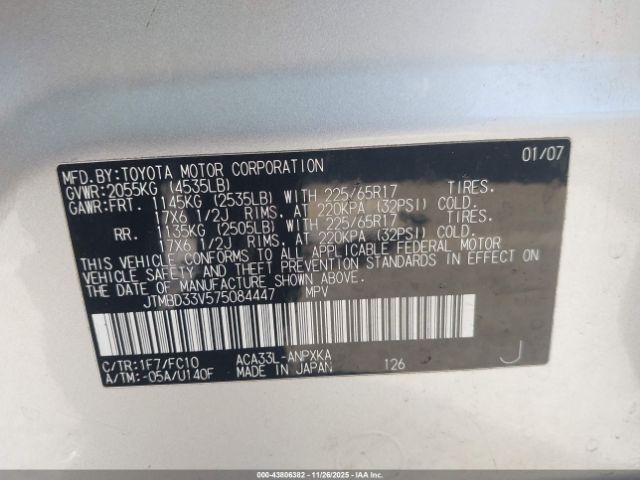 MFD.BY:TOYOTA MOTOR CORPORATION 01/07
GVWR:2055KG (4535LB)
GAWR:FRT. 1145KG (2535LB) WITH 225/65R17 TIRES.
17X6 1/2J RIMS, AT 220KPA (32PSI) COLD.
RR. 1135KG (2505LB) WITH 225/65R17 TIRES.
17X6 1/2J RIMS, AT 220KPA (32PSI) COLD.
THIS VEHICLE CONFORMS TO ALL APPLICABLE FEDERAL MOTOR
VEHICLE SAFETY AND THEFT PREVENTION STANDARDS IN EFFECT ON
THE DATE OF MANUFACTURE SHOWN ABOVE.
JTMBD33V575084447 MPV
C/TR:1F7/FC10 ACA33L-ANPXKA
A/TM:-05A/U140F MADE IN JAPAN 126 J
000-43806382 - 11/26/2025 - IAAI.COM